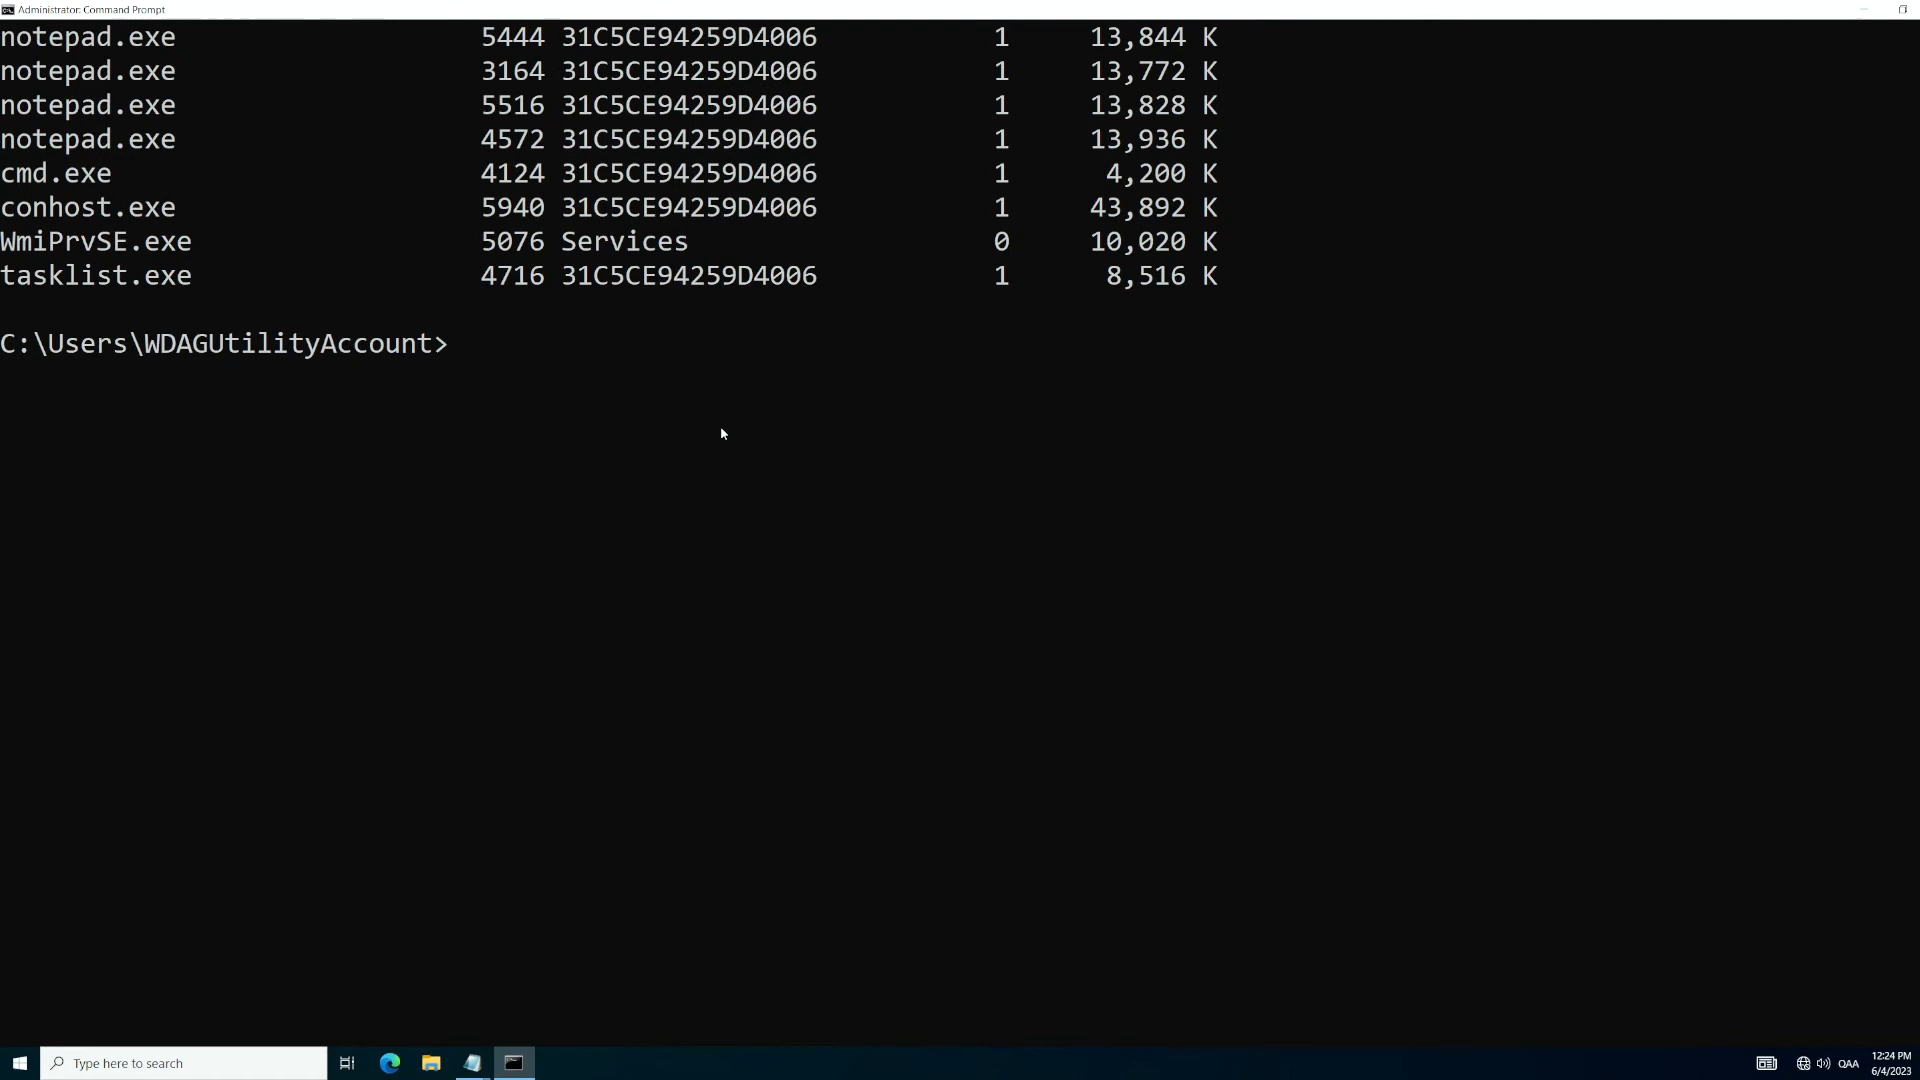 Administrator: Command Prompt
notepad.exe 5444 31C5CE94259D4006 1 13,844 K
notepad.exe 3164 31C5CE94259D4006 1 13,772 K
notepad.exe 5516 31C5CE94259D4006 1 13,828 K
notepad.exe 4572 31C5CE94259D4006 1 13,936 K
cmd.exe 4124 31C5CE94259D4006 1 4,200 K
conhost.exe 5940 31C5CE94259D4006 1 43,892 K
WmiPrvSE.exe 5076 Services 0 10,020 K
tasklist.exe 4716 31C5CE94259D4006 1 8,516 K
C:\Users\WDAGUtilityAccount>
Type here to search
QAA
12:24 PM
6/4/2023